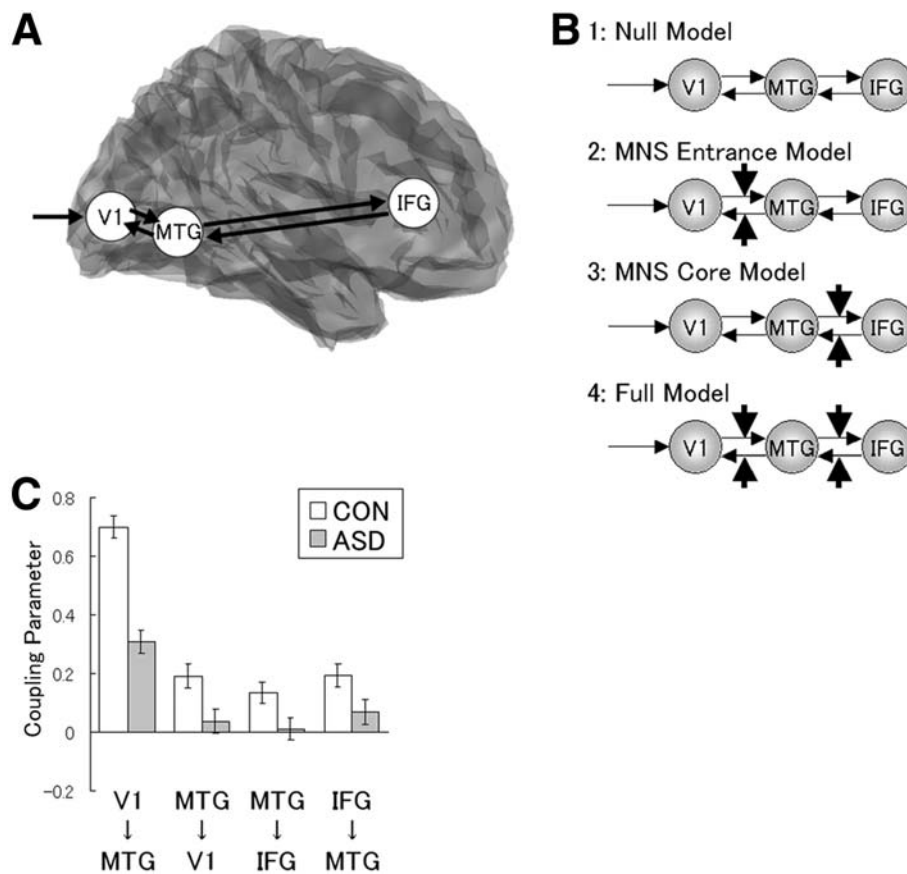 A
V1
MTG
IFG
B
1: Null Model
V1 MTG IFG
2: MNS Entrance Model
V1 MTG IFG
3: MNS Core Model
V1 MTG IFG
4: Full Model
V1 MTG IFG
C
CON
ASD
Coupling Parameter
0.8
0.6
0.4
0.2
0
−0.2
V1 MTG MTG IFG
↓ ↓ ↓ ↓
MTG V1 IFG MTG